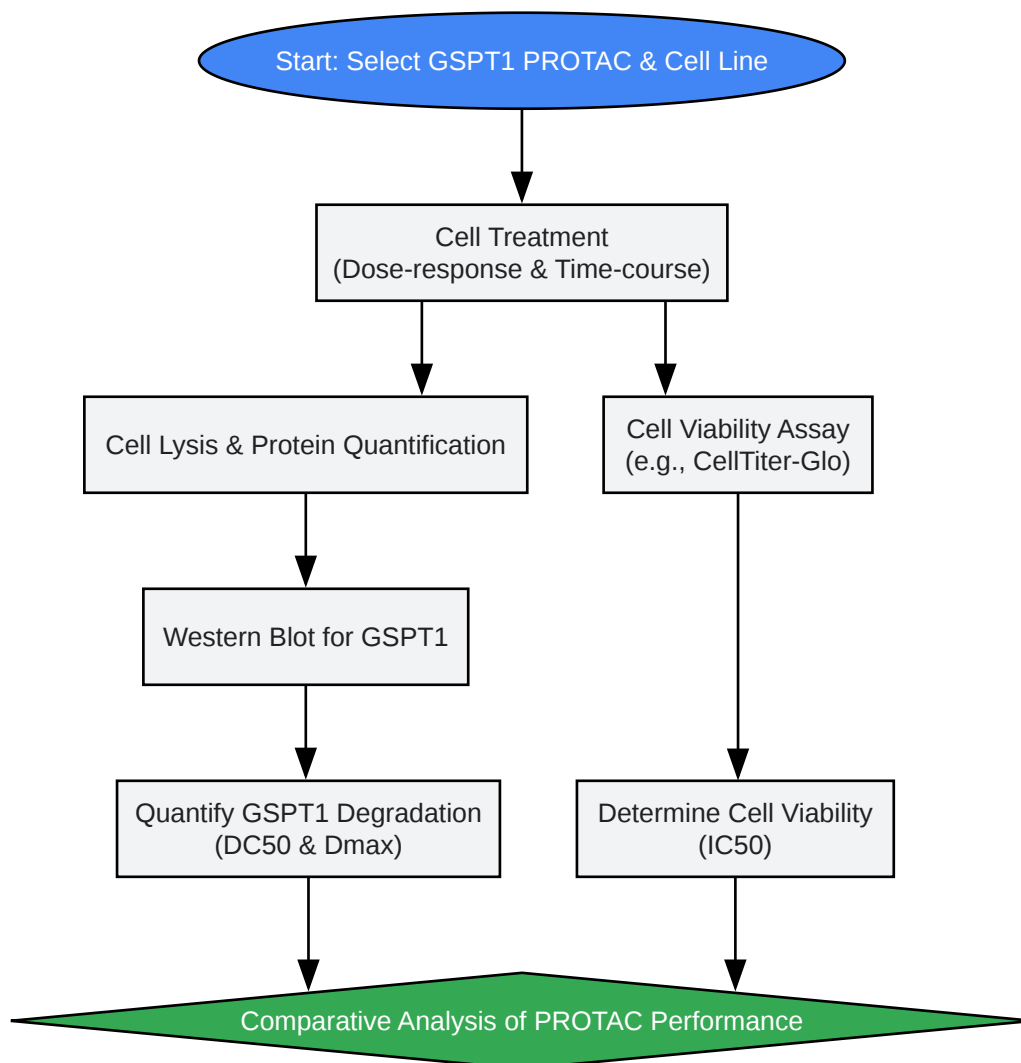 Start: Select GSPT1 PROTAC & Cell Line
Cell Treatment
(Dose-response & Time-course)
Cell Lysis & Protein Quantification
Cell Viability Assay
(e.g., CellTiter-Glo)
Western Blot for GSPT1
Quantify GSPT1 Degradation
(DC50 & Dmax)
Determine Cell Viability
(IC50)
Comparative Analysis of PROTAC Performance